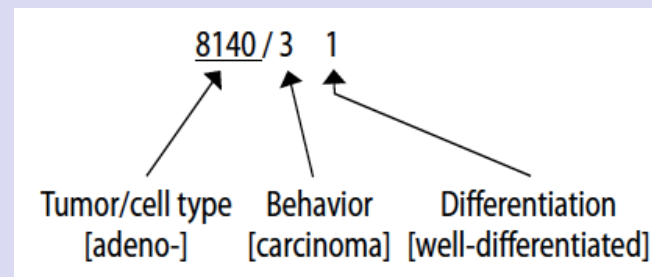 8140 / 3 1
Tumor/cell type Behavior Differentiation
[adeno-] [carcinoma] [well-differentiated]